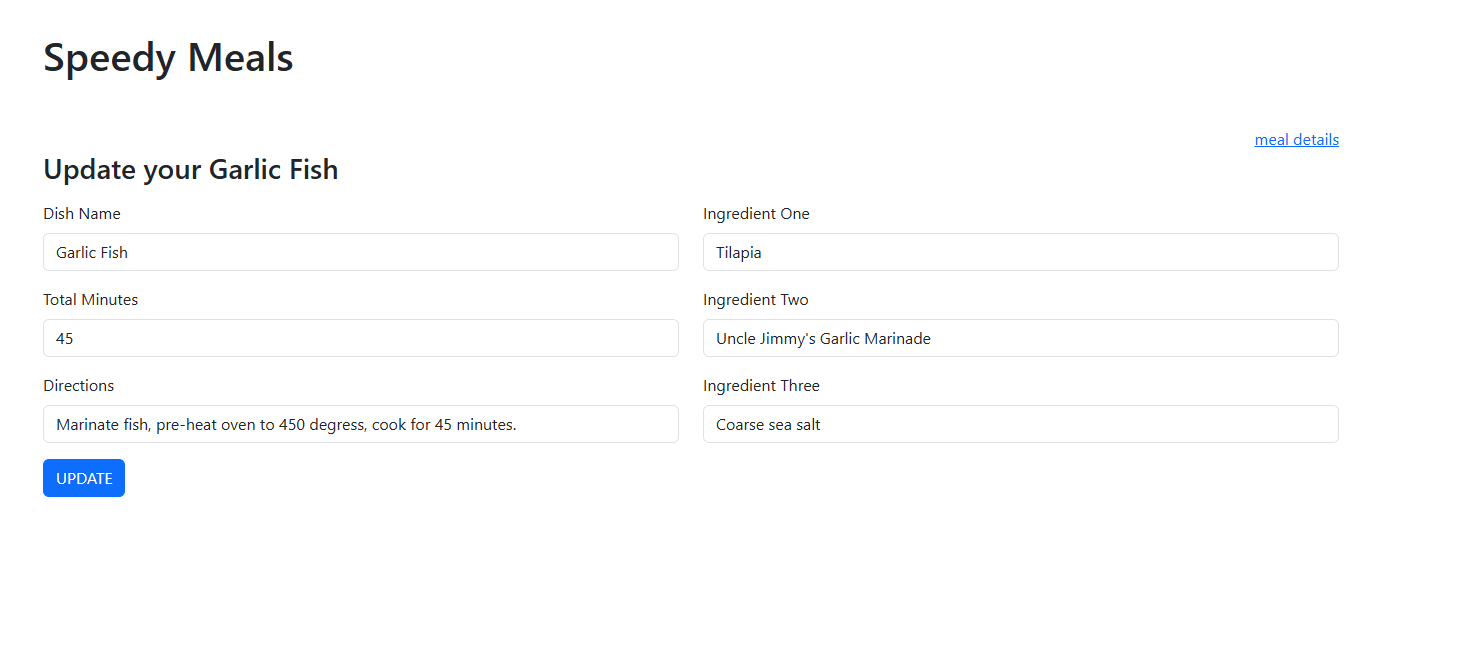 Speedy Meals
meal details
Update your Garlic Fish
Dish Name
Garlic Fish
Total Minutes
45
Directions
Marinate fish, pre-heat oven to 450 degress, cook for 45 minutes.
Ingredient One
Tilapia
Ingredient Two
Uncle Jimmy's Garlic Marinade
Ingredient Three
Coarse sea salt
UPDATE